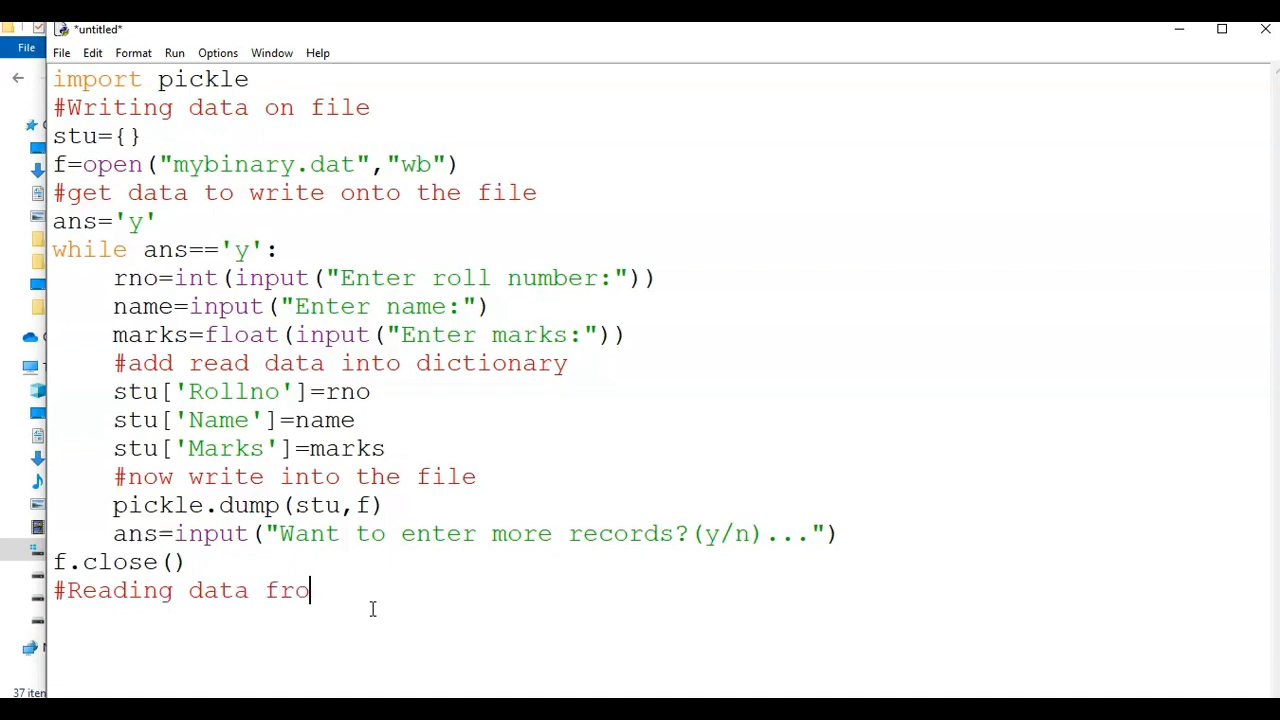 *untitled*
File
File Edit Format Run Options Window Help
import pickle
#Writing data on file
stu={}
f=open("mybinary.dat","wb")
#get data to write onto the file
ans='y'
while ans=='y':
    rno=int(input("Enter roll number:"))
    name=input("Enter name:")
    marks=float(input("Enter marks:"))
    #add read data into dictionary
    stu['Rollno']=rno
    stu['Name']=name
    stu['Marks']=marks
    #now write into the file
    pickle.dump(stu,f)
    ans=input("Want to enter more records?(y/n)...")
f.close()
#Reading data fro
37 iten